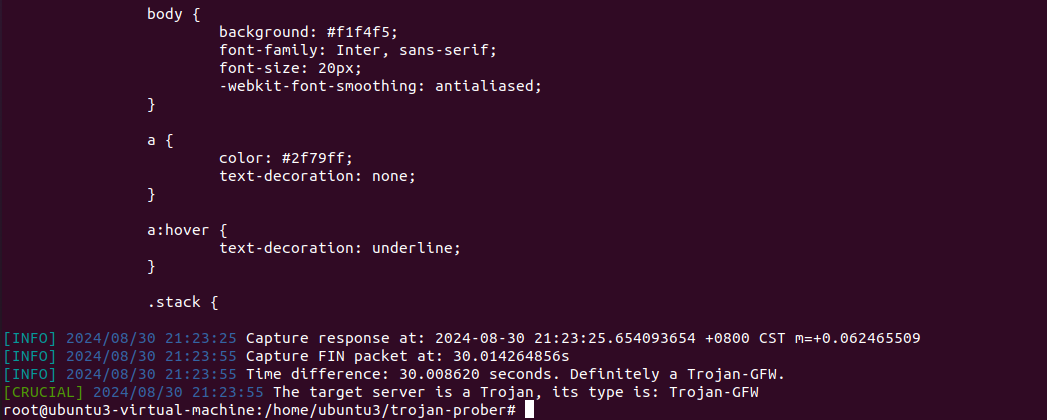 body {
background: #f1f4f5;
font-family: Inter, sans-serif;
font-size: 20px;
-webkit-font-smoothing: antialiased;
}
a {
color: #2f79ff;
text-decoration: none;
}
a:hover {
text-decoration: underline;
}
.stack {
[INFO] 2024/08/30 21:23:25 Capture response at: 2024-08-30 21:23:25.654093654 +0800 CST m=+0.062465509
[INFO] 2024/08/30 21:23:55 Capture FIN packet at: 30.014264856s
[INFO] 2024/08/30 21:23:55 Time difference: 30.008620 seconds. Definitely a Trojan-GFW.
[CRUCIAL] 2024/08/30 21:23:55 The target server is a Trojan, its type is: Trojan-GFW
root@ubuntu3-virtual-machine:/home/ubuntu3/trojan-prober#